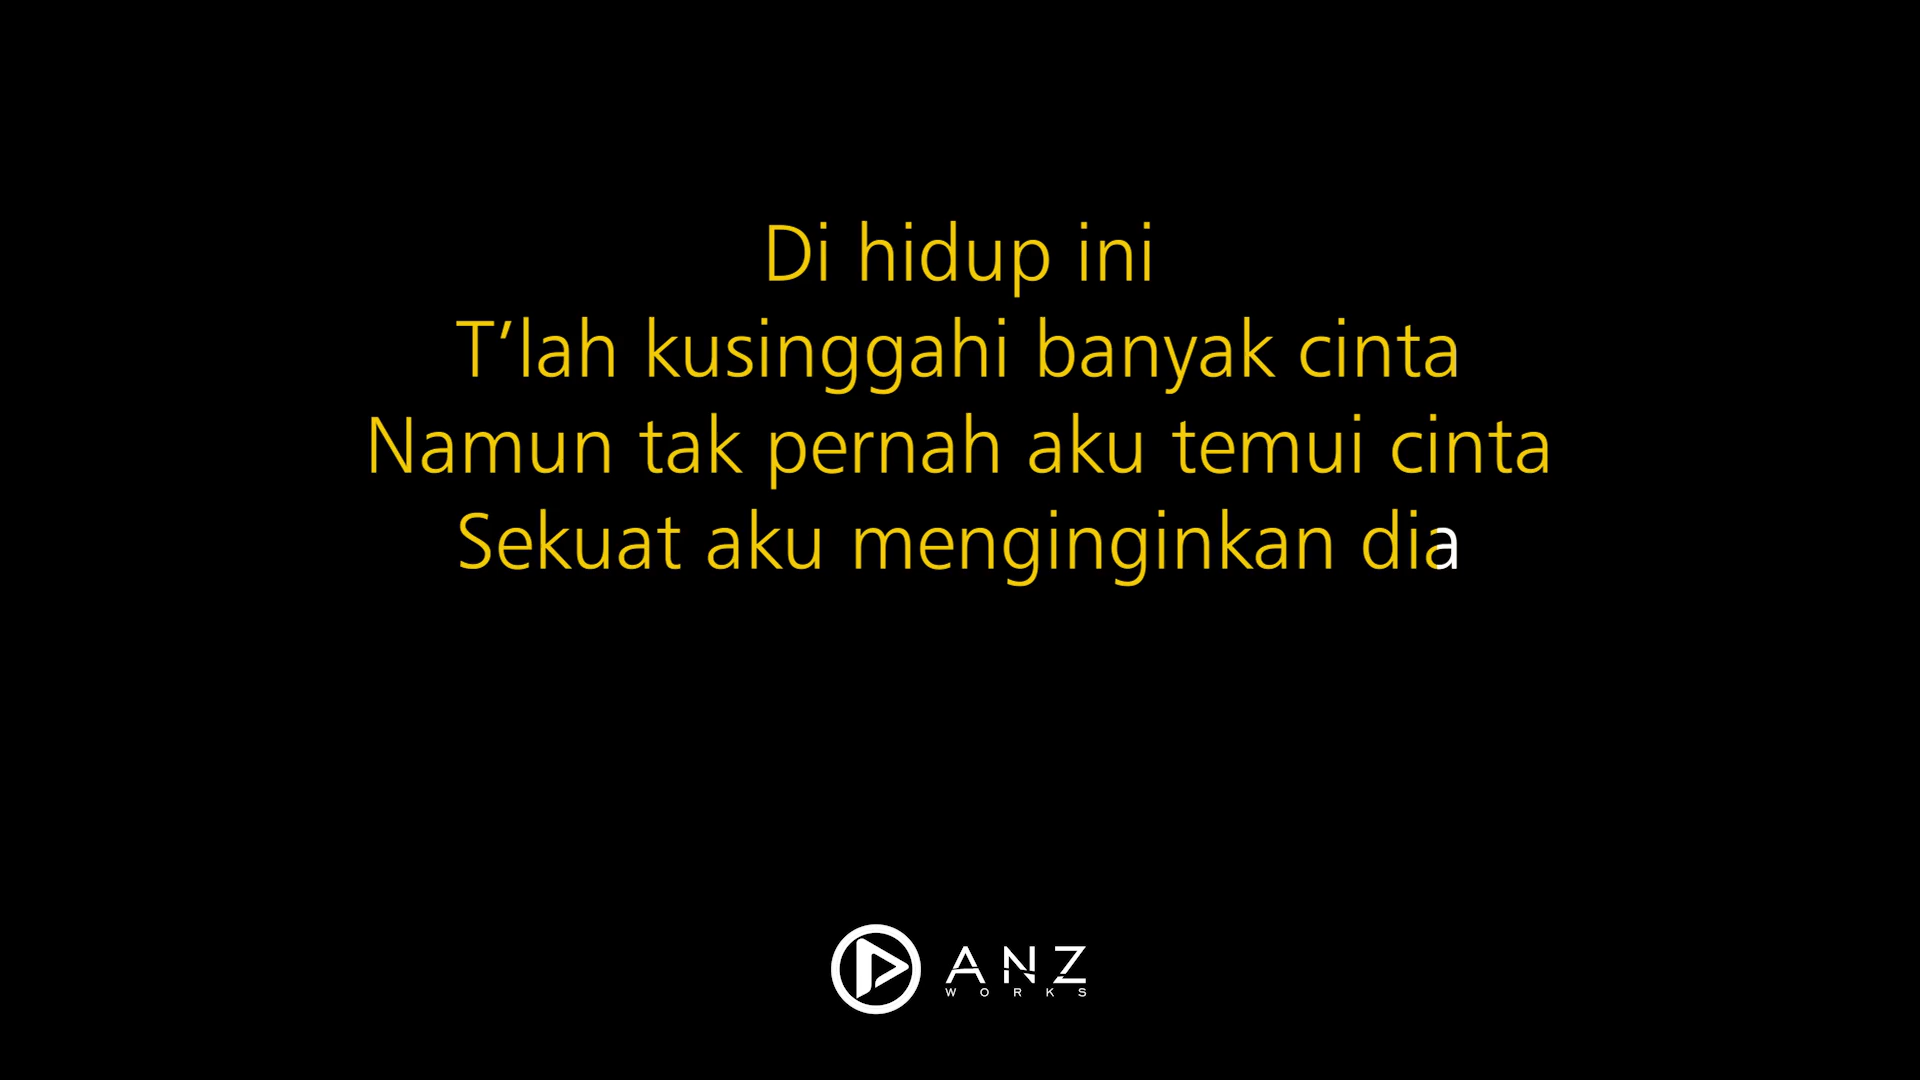 Di hidup ini
T’lah kusinggahi banyak cinta
Namun tak pernah aku temui cinta
Sekuat aku menginginkan dia
ANZ
WORKS